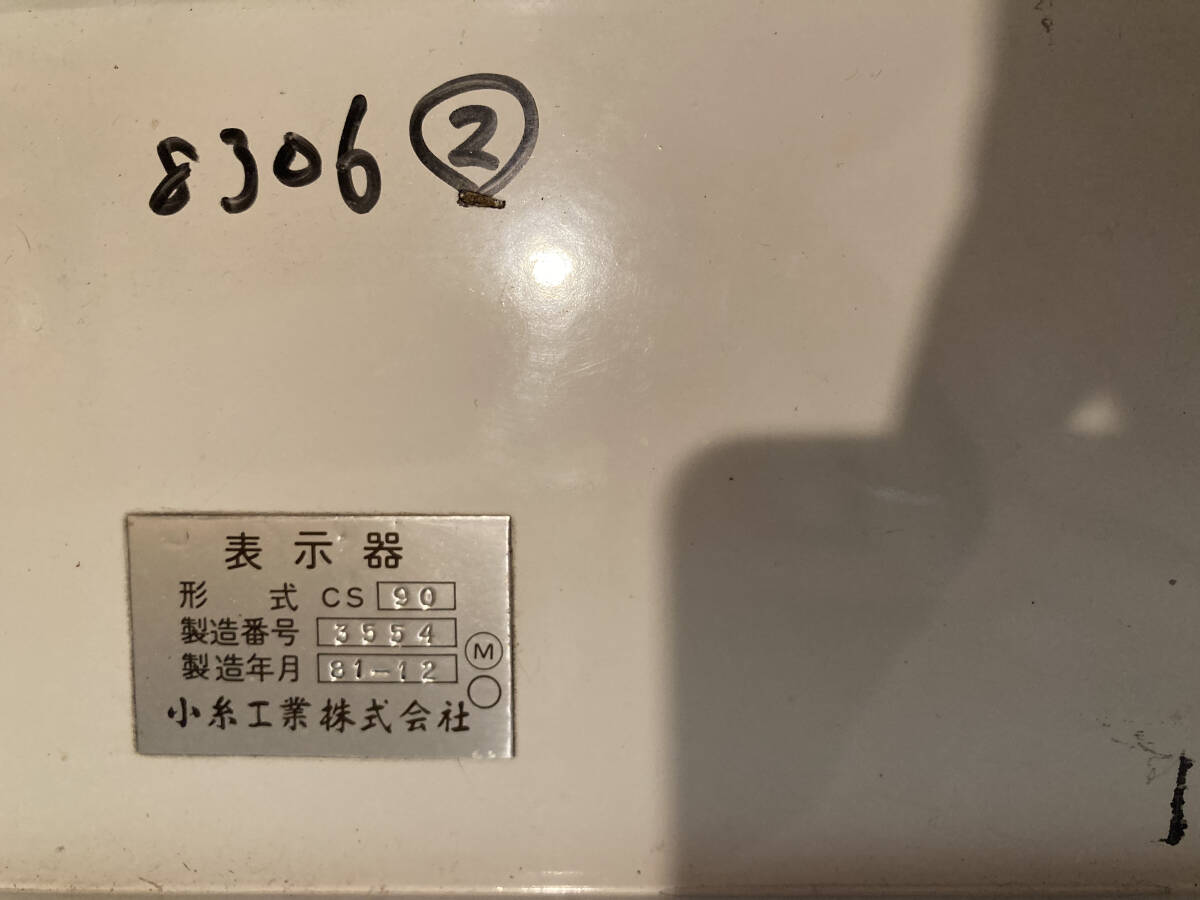 8306 ②
表示器
形式 CS 90
製造番号 3554
製造年月 81-12
M
小糸工業株式会社